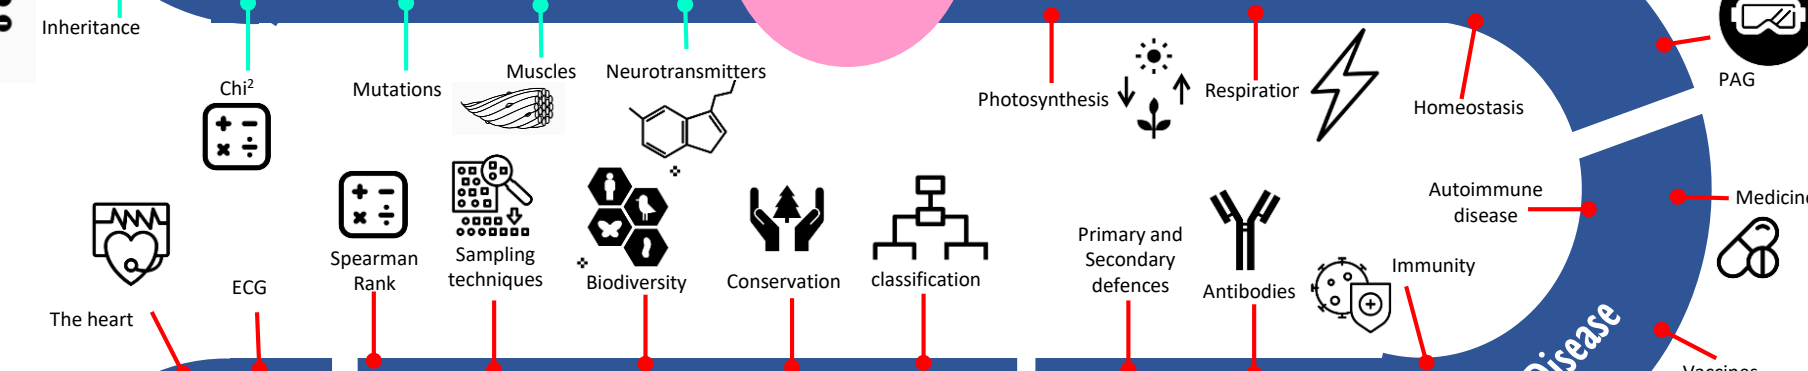 Inheritance
Chi²
Mutations
Muscles
Neurotransmitters
Photosynthesis
Respiration
Homeostasis
PAG
Autoimmune
disease
Medicine
The heart
ECG
Spearman
Rank
Sampling
techniques
Biodiversity
Conservation
classification
Primary and
Secondary
defences
Antibodies
Immunity
Disease
Vaccines